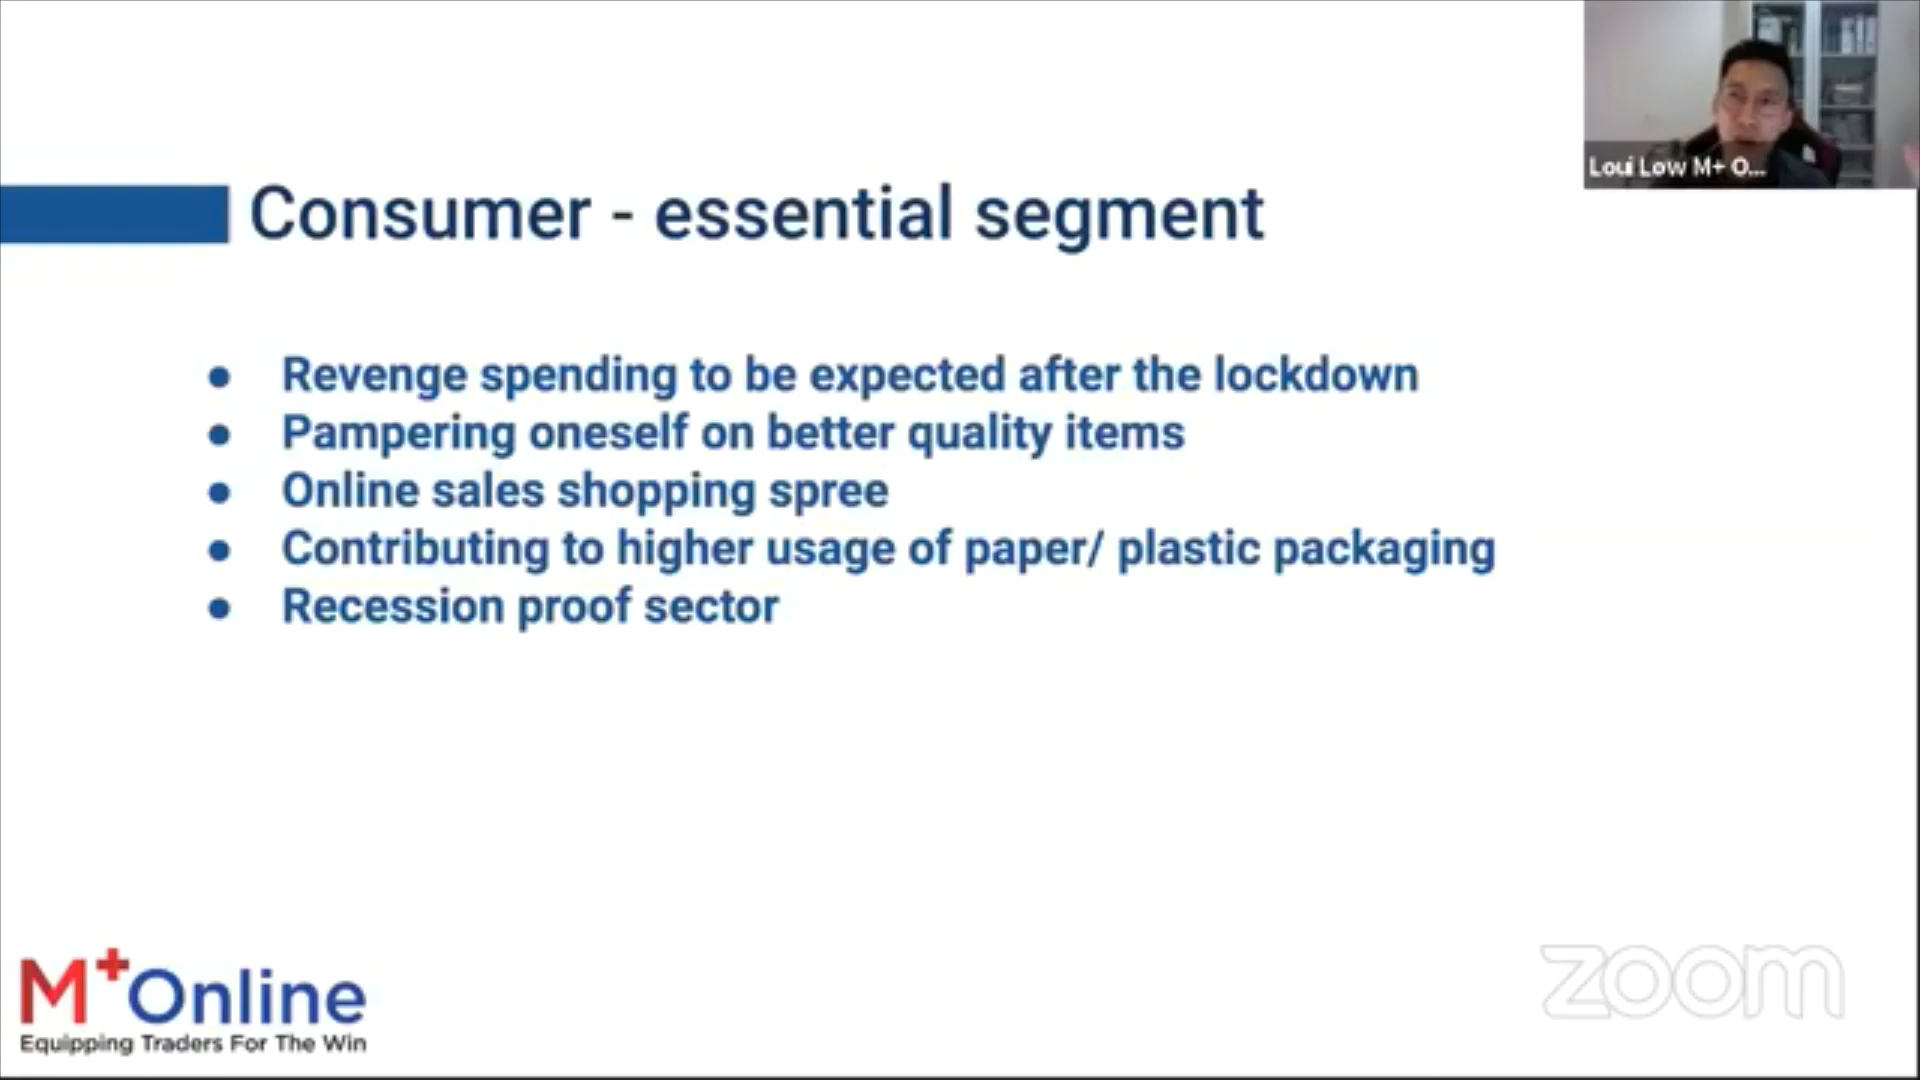 Loui Low M+ O...
Consumer - essential segment
● Revenge spending to be expected after the lockdown
● Pampering oneself on better quality items
● Online sales shopping spree
● Contributing to higher usage of paper/ plastic packaging
● Recession proof sector
M+Online
Equipping Traders For The Win
zoom